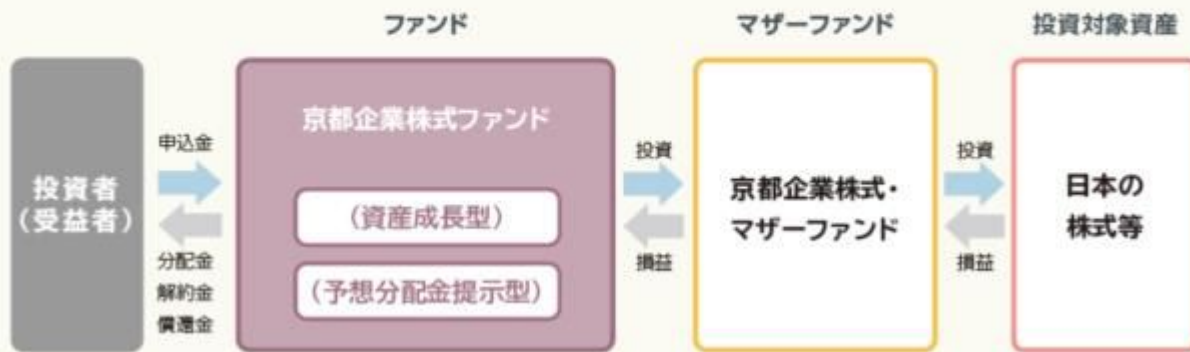 ファンド
マザーファンド
投資対象資産
投資者
(受益者)
申込金
分配金
解約金
償還金
京都企業株式ファンド
(資産成長型)
(予想分配金提示型)
投資
損益
京都企業株式・
マザーファンド
投資
損益
日本の
株式等